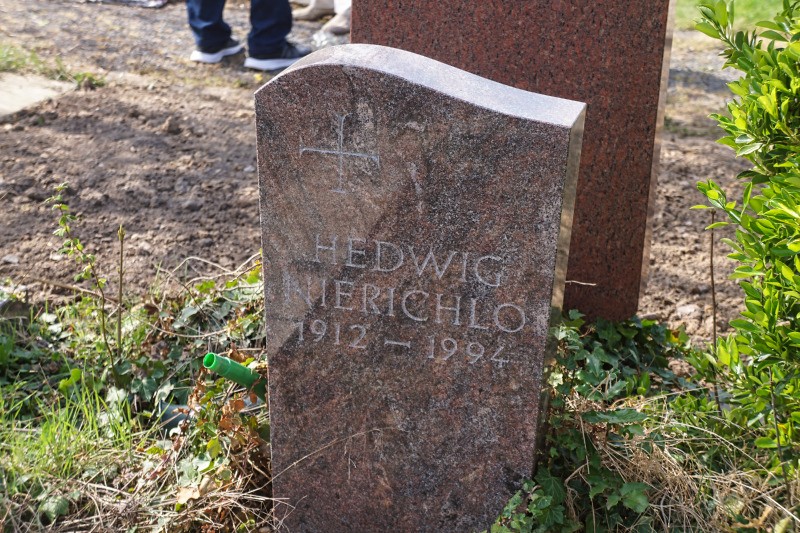 HEDWIG
NIERICHLO
1912 – 1994